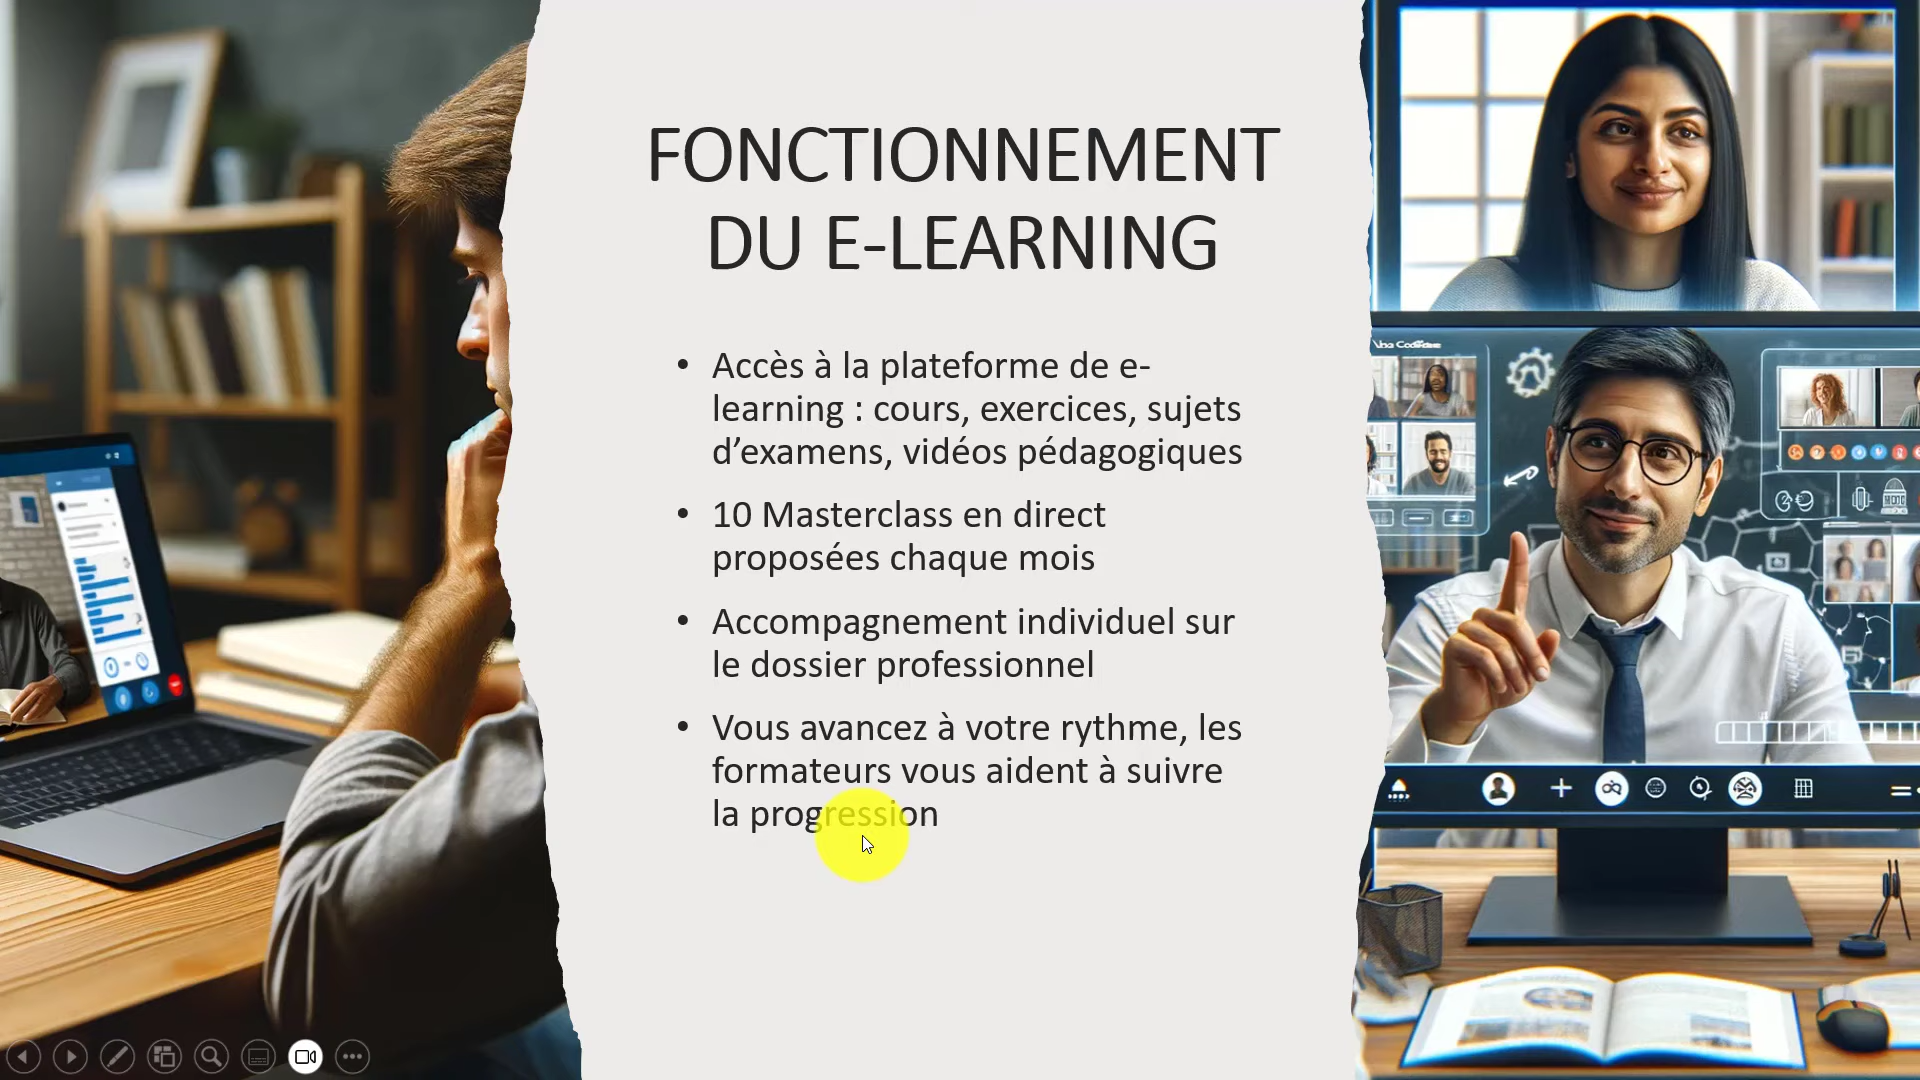 FONCTIONNEMENT
DU E-LEARNING
• Accès à la plateforme de e-
learning : cours, exercices, sujets
d’examens, vidéos pédagogiques
• 10 Masterclass en direct
proposées chaque mois
• Accompagnement individuel sur
le dossier professionnel
• Vous avancez à votre rythme, les
formateurs vous aident à suivre
la progression